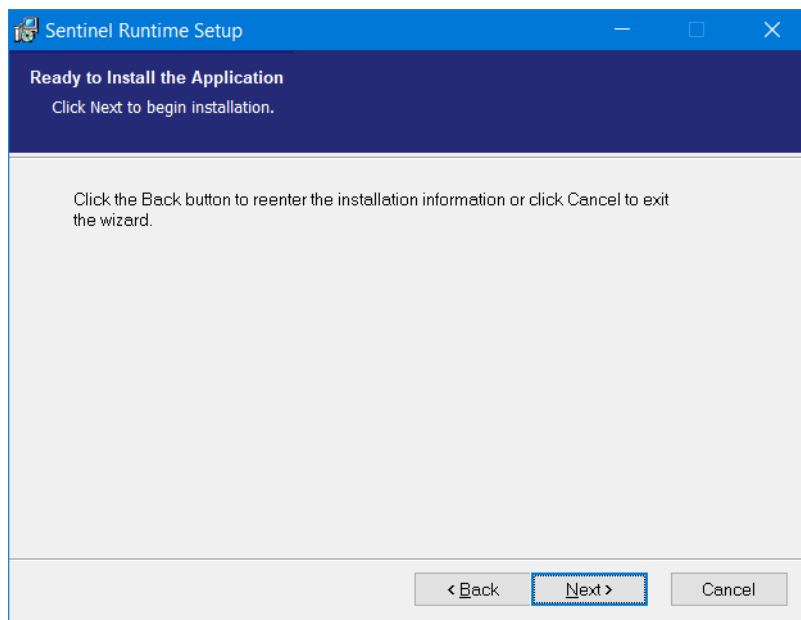 Sentinel Runtime Setup
Ready to Install the Application
Click Next to begin installation.
Click the Back button to reenter the installation information or click Cancel to exit
the wizard.
< Back Next > Cancel